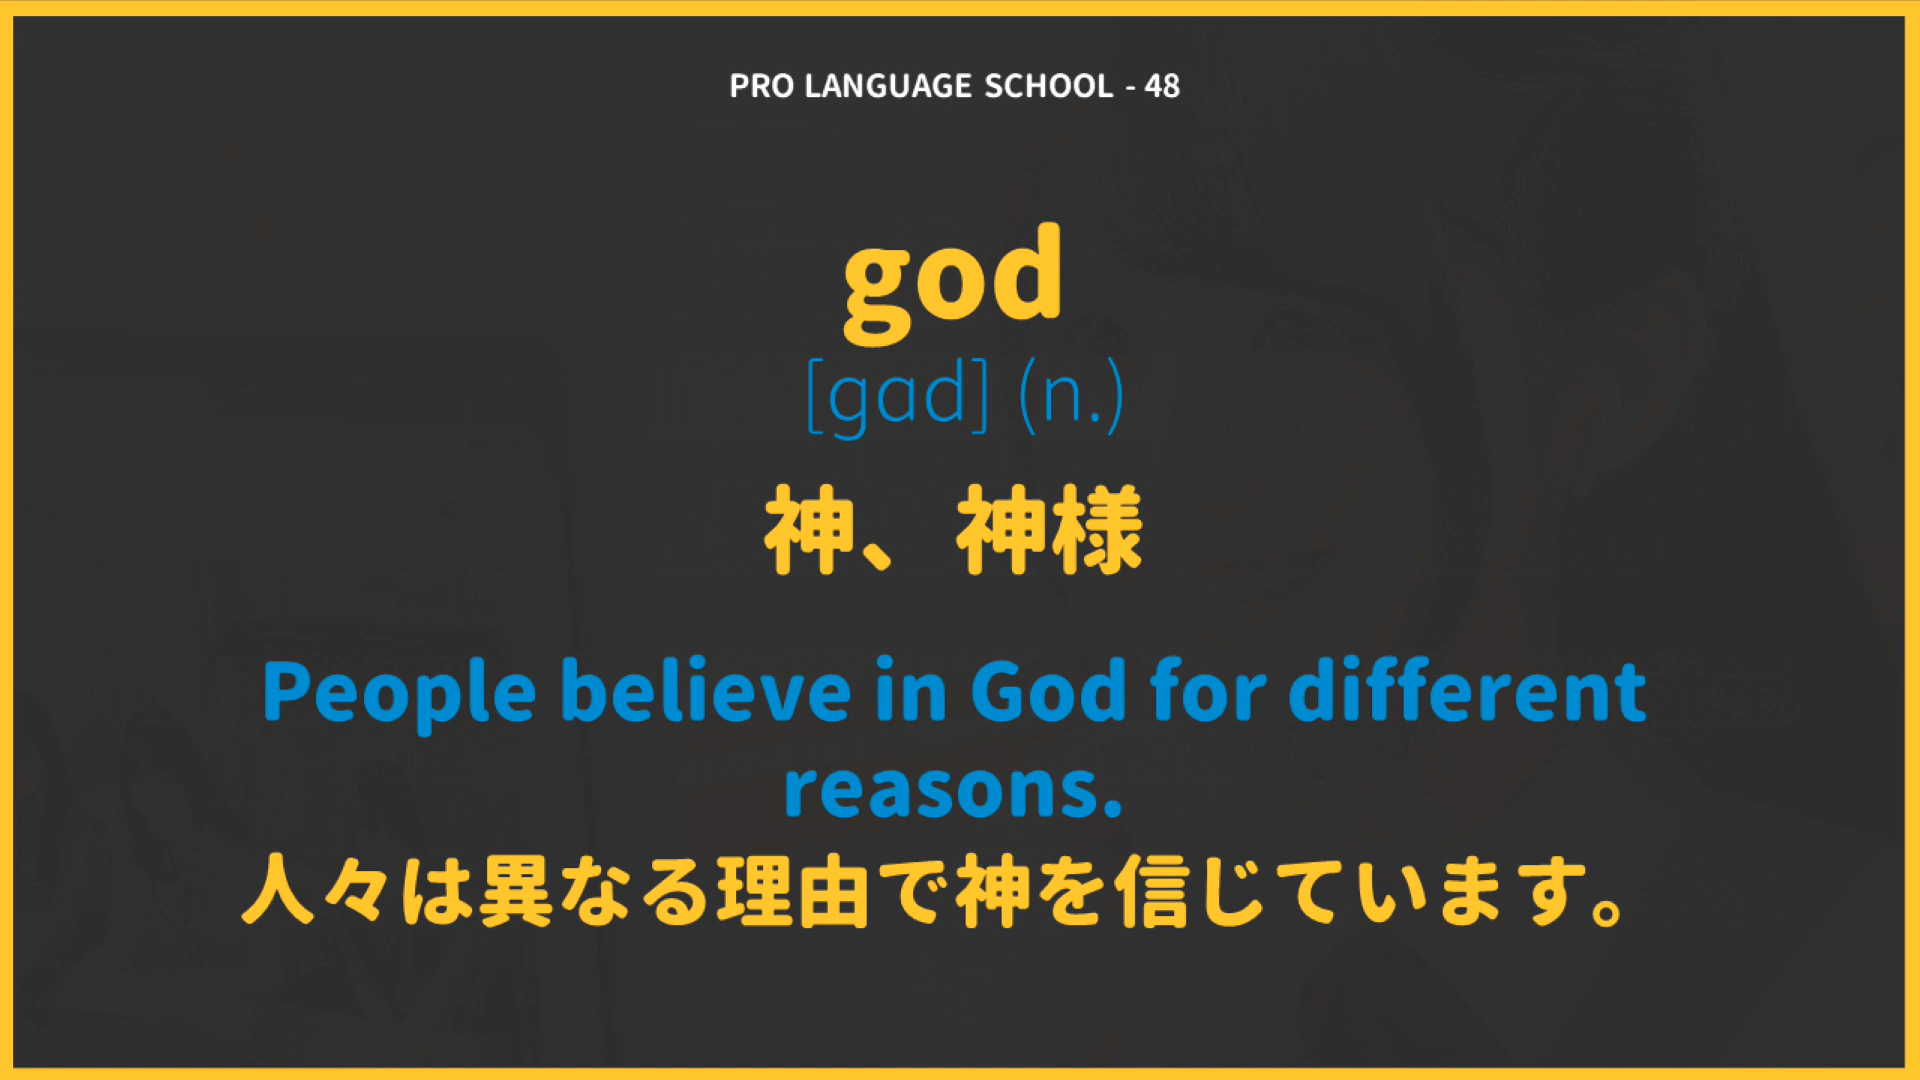 PRO LANGUAGE SCHOOL - 48
god
[gad] (n.)
神、神様
People believe in God for different
reasons.
人々は異なる理由で神を信じています。